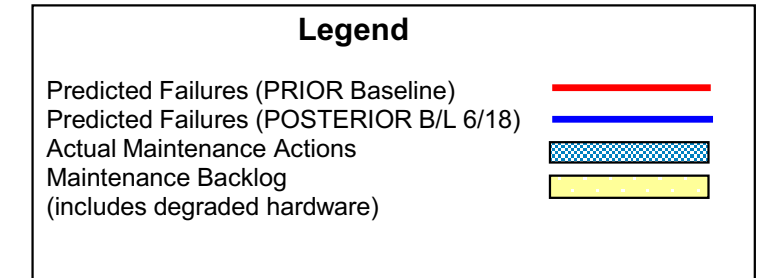 Legend
Predicted Failures (PRIOR Baseline)
Predicted Failures (POSTERIOR B/L 6/18)
Actual Maintenance Actions
Maintenance Backlog
(includes degraded hardware)